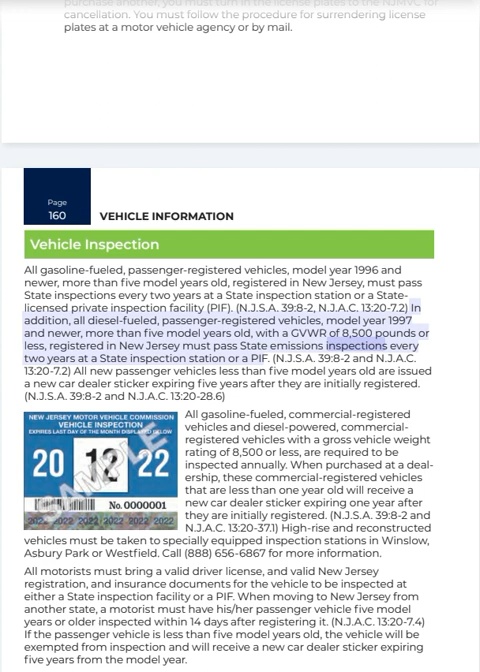 purchase another, you must turn in the license plates to the NJMVC for
cancellation. You must follow the procedure for surrendering license
plates at a motor vehicle agency or by mail.
Page
160
VEHICLE INFORMATION
Vehicle Inspection
All gasoline-fueled, passenger-registered vehicles, model year 1996 and
newer, more than five model years old, registered in New Jersey, must pass
State inspections every two years at a State inspection station or a State-
licensed private inspection facility (PIF). (N.J.S.A. 39:8-2, N.J.A.C. 13:20-7.2) In
addition, all diesel-fueled, passenger-registered vehicles, model year 1997
and newer, more than five model years old, with a GVWR of 8,500 pounds or
less, registered in New Jersey must pass State emissions inspections every
two years at a State inspection station or a PIF. (N.J.S.A. 39:8-2 and N.J.A.C.
13:20-7.2) All new passenger vehicles less than five model years old are issued
a new car dealer sticker expiring five years after they are initially registered.
(N.J.S.A. 39:8-2 and N.J.A.C. 13:20-28.6)
NEW JERSEY MOTOR VEHICLE COMMISSION
VEHICLE INSPECTION
EXPIRES LAST DAY OF THE MONTH DISPLAYED BELOW
20 12 22
SAMPLE
No. 0000001
2022 2022 2022 2022 2022 2022
All gasoline-fueled, commercial-registered
vehicles and diesel-powered, commercial-
registered vehicles with a gross vehicle weight
rating of 8,500 or less, are required to be
inspected annually. When purchased at a deal-
ership, these commercial-registered vehicles
that are less than one year old will receive a
new car dealer sticker expiring one year after
they are initially registered. (N.J.S.A. 39:8-2 and
N.J.A.C. 13:20-37.1) High-rise and reconstructed
vehicles must be taken to specially equipped inspection stations in Winslow,
Asbury Park or Westfield. Call (888) 656-6867 for more information.
All motorists must bring a valid driver license, and valid New Jersey
registration, and insurance documents for the vehicle to be inspected at
either a State inspection facility or a PIF. When moving to New Jersey from
another state, a motorist must have his/her passenger vehicle five model
years or older inspected within 14 days after registering it. (N.J.A.C. 13:20-7.4)
If the passenger vehicle is less than five model years old, the vehicle will be
exempted from inspection and will receive a new car dealer sticker expiring
five years from the model year.